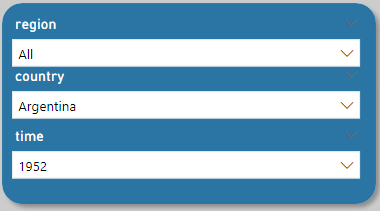 region
All
country
Argentina
time
1952